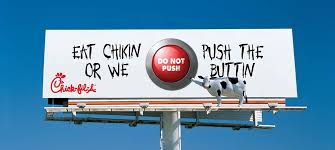 EAT CHIKIN
OR WE
DO NOT
PUSH
PUSH THE
BUTTIN
Chick-fil-A